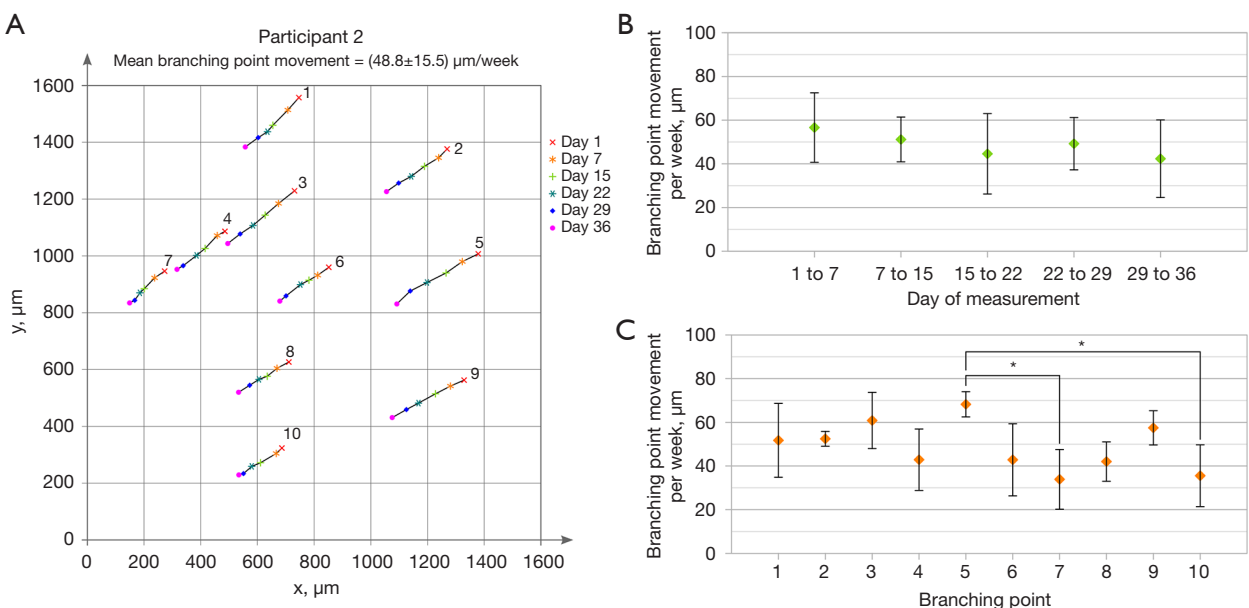 A
Participant 2
Mean branching point movement = (48.8±15.5) µm/week
1600
1400
1200
1000
800
600
400
200
0
0 200 400 600 800 1000 1200 1400 1600
y, µm
x, µm
1
2
3
4
5
6
7
8
9
10
Day 1
Day 7
Day 15
Day 22
Day 29
Day 36
B
Branching point movement
per week, µm
100
80
60
40
20
0
1 to 7 7 to 15 15 to 22 22 to 29 29 to 36
Day of measurement
C
Branching point movement
per week, µm
100
80
60
40
20
0
*
*
1 2 3 4 5 6 7 8 9 10
Branching point